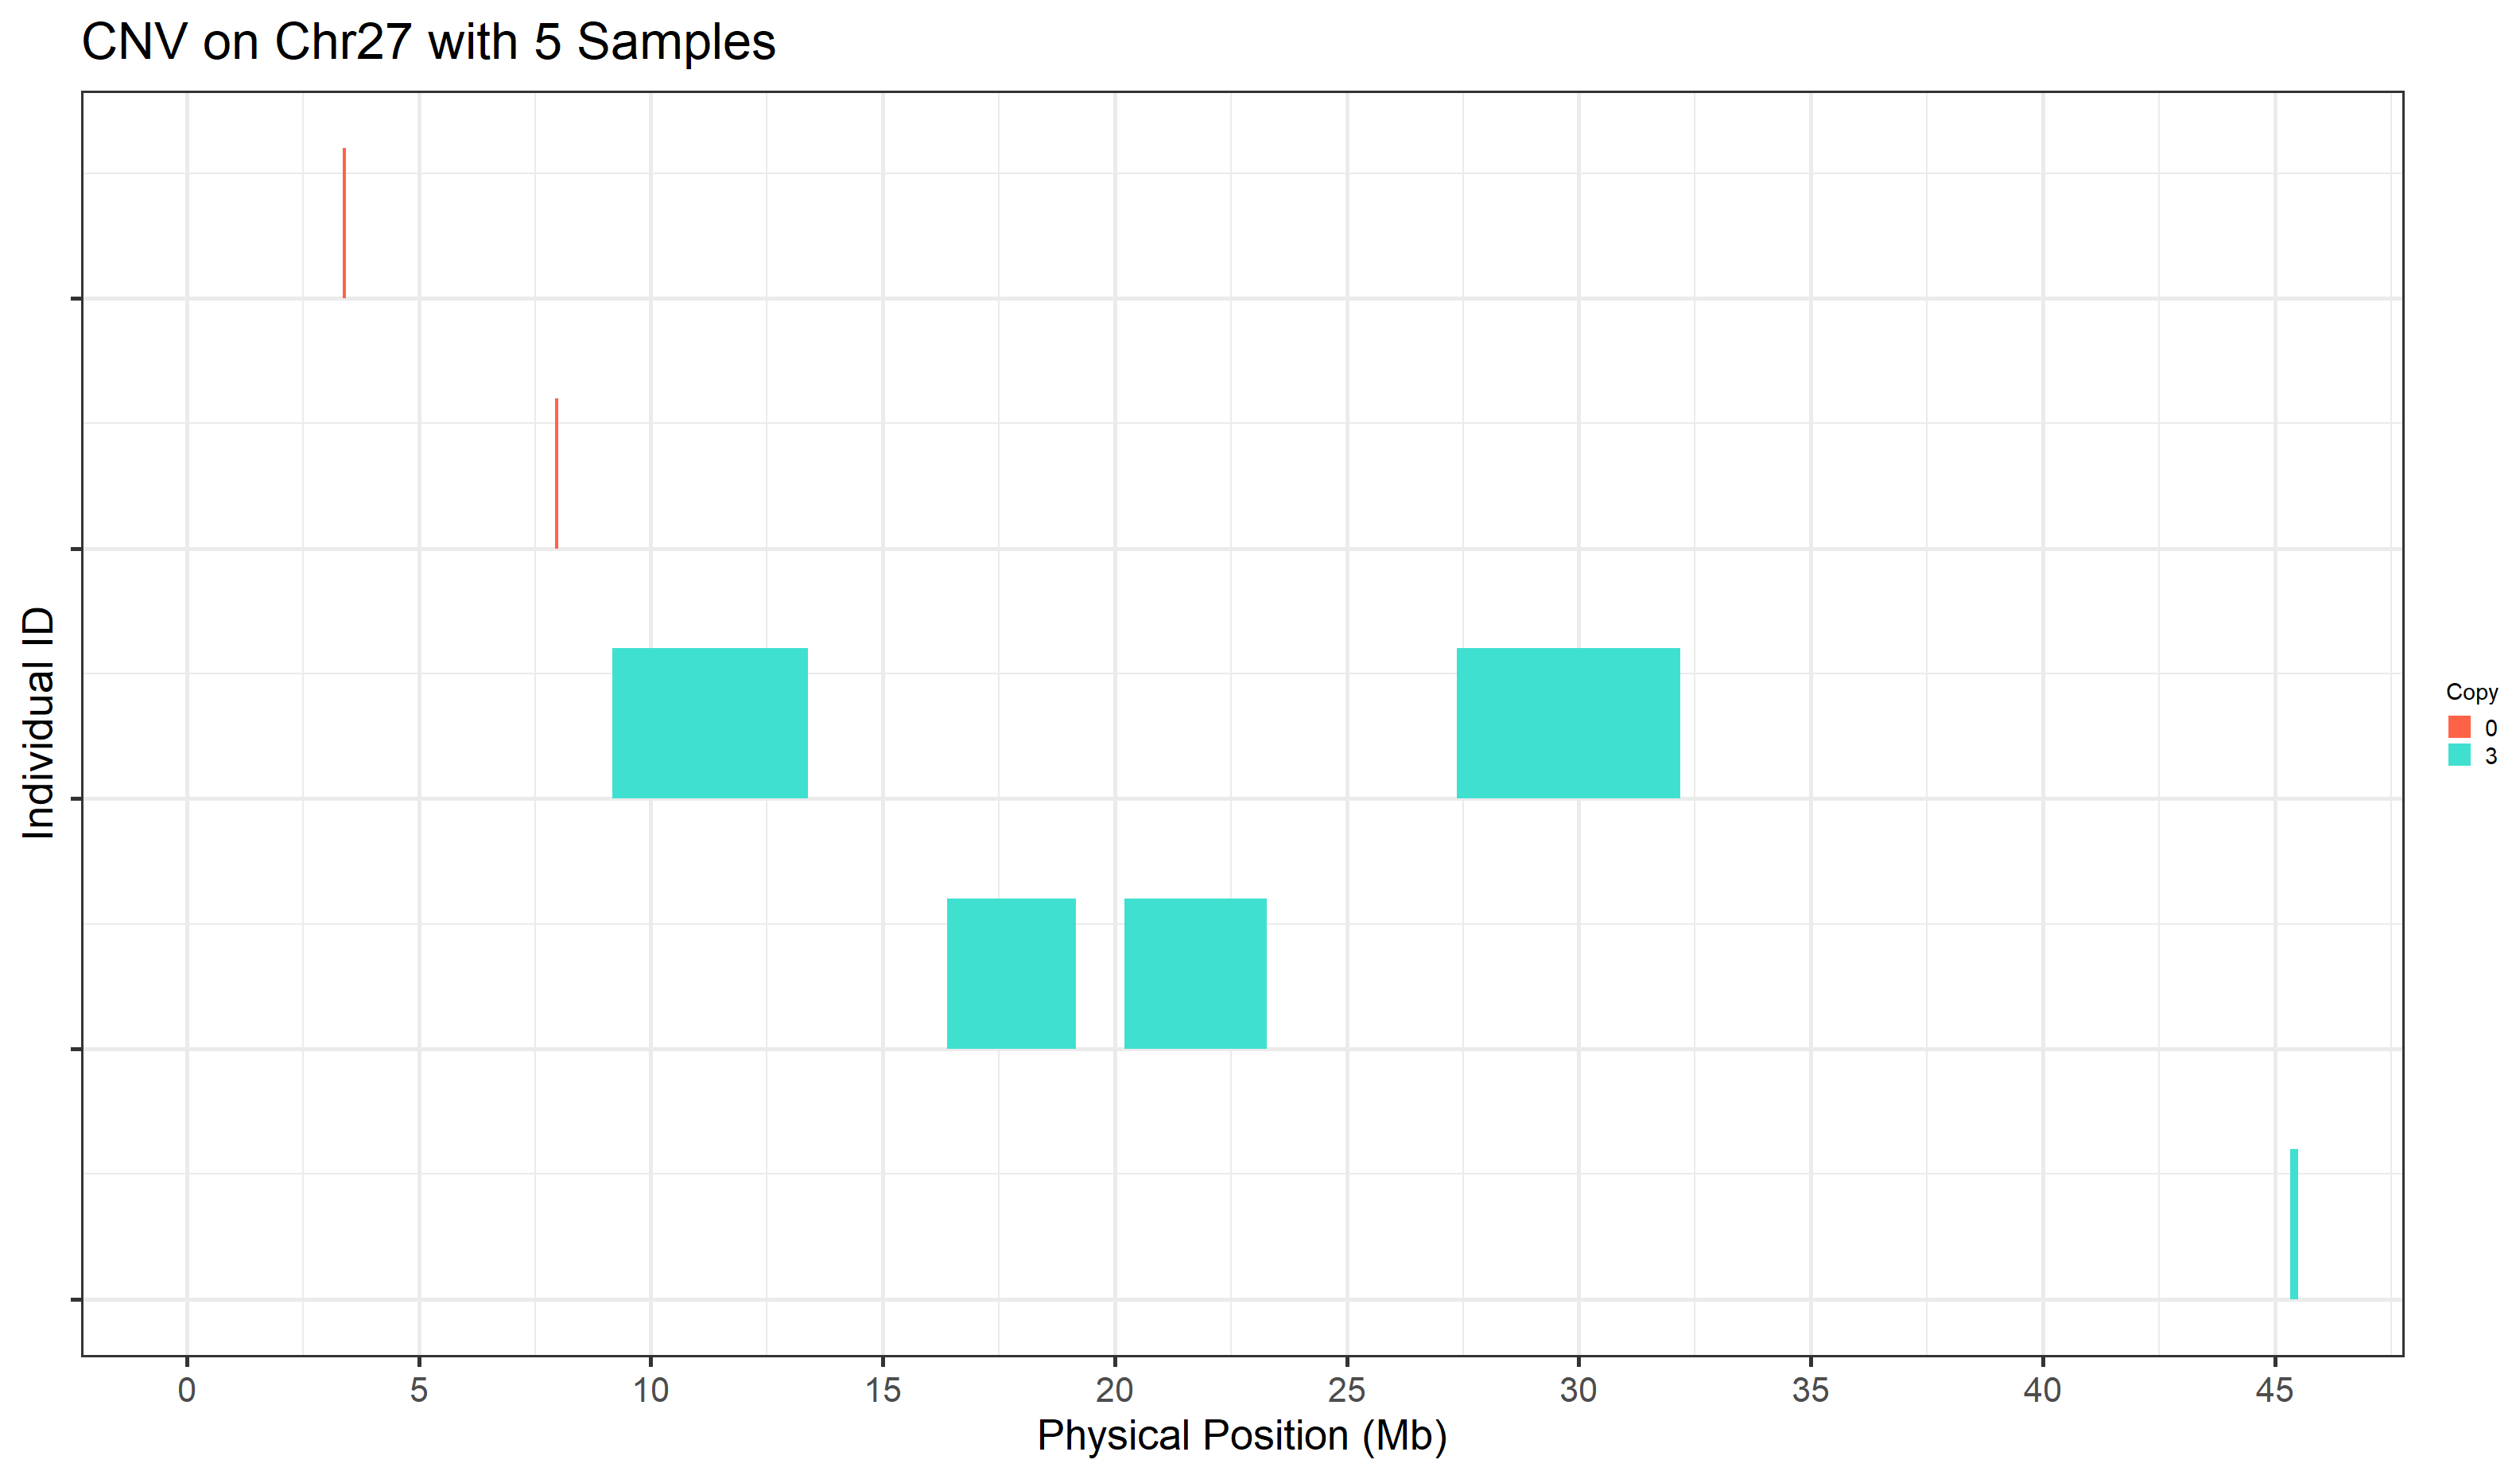 CNV on Chr27 with 5 Samples
Individual ID
Copy
0
3
0 5 10 15 20 25 30 35 40 45
Physical Position (Mb)